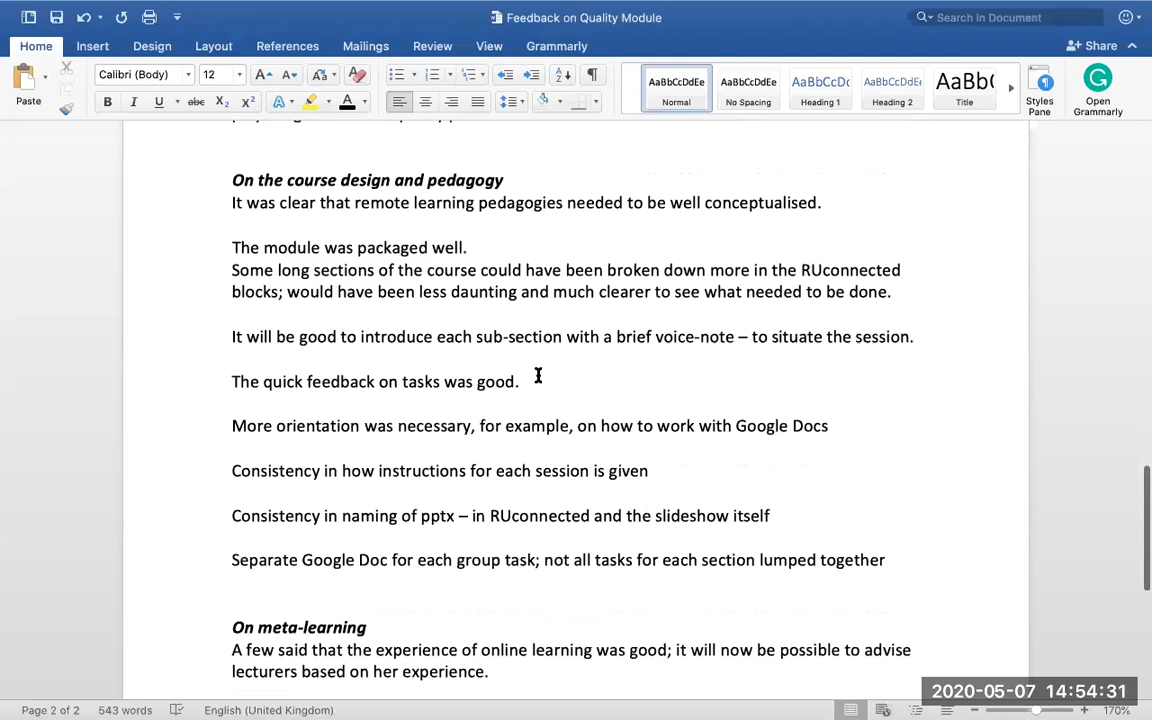 Feedback on Quality Module
Search in Document
Home Insert Design Layout References Mailings Review View Grammarly
Share
Paste
Calibri (Body) 12
AaBbCcDdEe AaBbCcDdEe AaBbCcDc AaBbCcDdEe AaBb(
Normal No Spacing Heading 1 Heading 2 Title
Styles Pane
Open Grammarly
On the course design and pedagogy
It was clear that remote learning pedagogies needed to be well conceptualised.
The module was packaged well.
Some long sections of the course could have been broken down more in the RUconnected
blocks; would have been less daunting and much clearer to see what needed to be done.
It will be good to introduce each sub-section with a brief voice-note – to situate the session.
The quick feedback on tasks was good.
More orientation was necessary, for example, on how to work with Google Docs
Consistency in how instructions for each session is given
Consistency in naming of pptx – in RUconnected and the slideshow itself
Separate Google Doc for each group task; not all tasks for each section lumped together
On meta-learning
A few said that the experience of online learning was good; it will now be possible to advise
lecturers based on her experience.
2020-05-07 14:54:31
Page 2 of 2 543 words English (United Kingdom) 170%